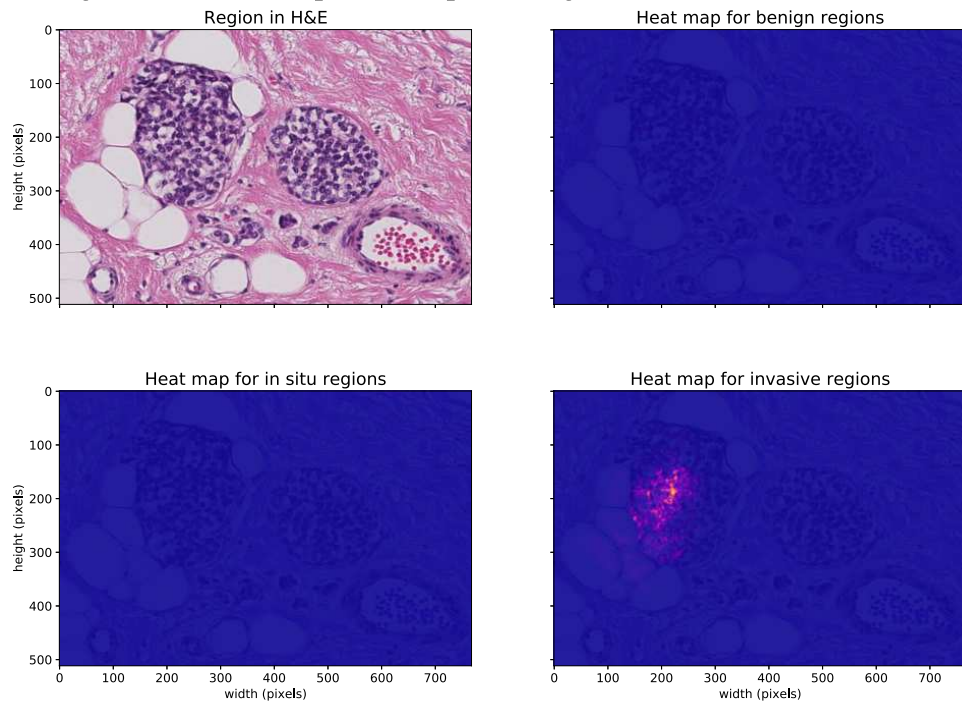 Region in H&E
Heat map for benign regions
0
100
200
300
400
500
height (pixels)
Heat map for in situ regions
Heat map for invasive regions
0
100
200
300
400
500
height (pixels)
0 100 200 300 400 500 600 700
width (pixels)
0 100 200 300 400 500 600 700
width (pixels)